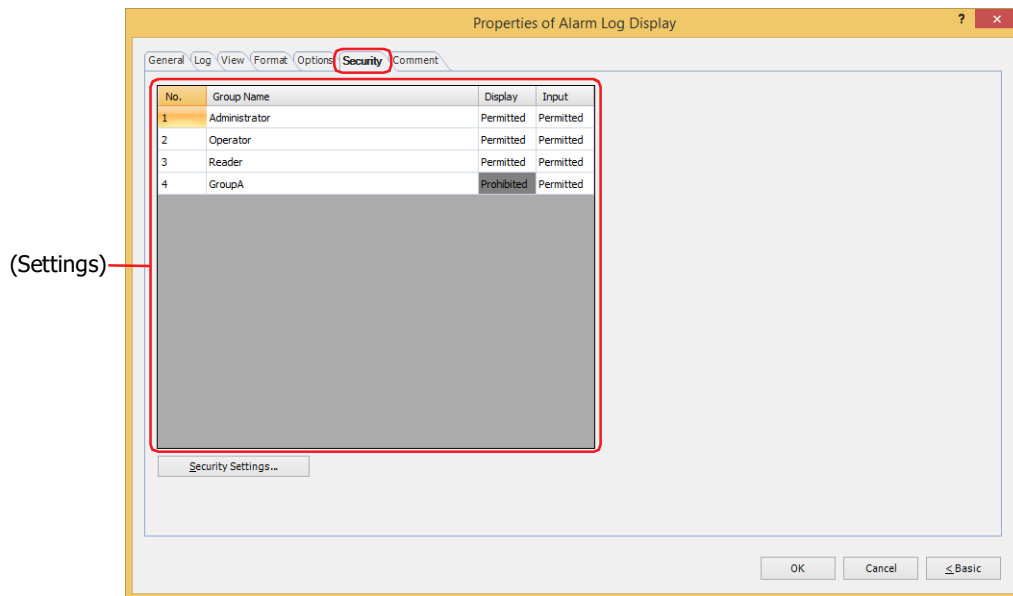 Properties of Alarm Log Display ? ×
General Log View Format Options Security Comment
No. Group Name Display Input
1 Administrator Permitted Permitted
2 Operator Permitted Permitted
3 Reader Permitted Permitted
4 GroupA Prohibited Permitted
(Settings)
Security Settings...
OK Cancel < Basic